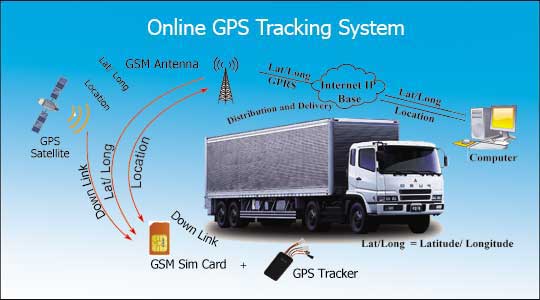 Online GPS Tracking System
GSM Antenna
Lat/ Long
Location
Lat/Long
GPRS
Internet IP
Base
Lat/Long
Location
Distribution and Delivery
GPS
Satellite
Down Link
Lat/ Long
Location
Computer
Down Link
Lat/Long = Latitude/ Longitude
GSM Sim Card + GPS Tracker